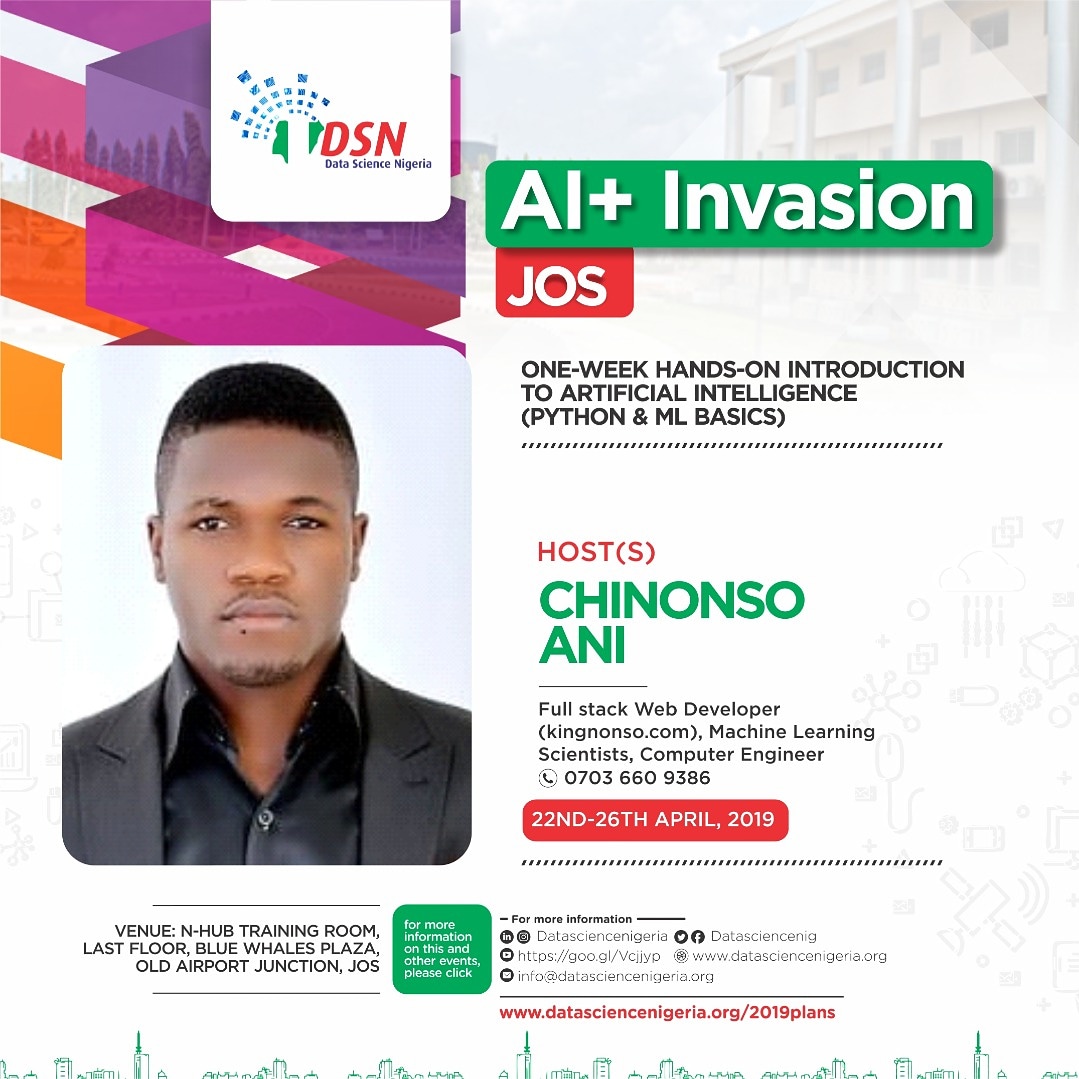 DSN
Data Science Nigeria
AI+ Invasion
JOS
ONE-WEEK HANDS-ON INTRODUCTION
TO ARTIFICIAL INTELLIGENCE
(PYTHON & ML BASICS)
HOST(S)
CHINONSO
ANI
Full stack Web Developer
(kingnonso.com), Machine Learning
Scientists, Computer Engineer
0703 660 9386
22ND-26TH APRIL, 2019
VENUE: N-HUB TRAINING ROOM,
LAST FLOOR, BLUE WHALES PLAZA,
OLD AIRPORT JUNCTION, JOS
for more
information
on this and
other events,
please click
For more information
Datasciencenigeria Datasciencenig
https://goo.gl/Vcjjyp www.datasciencenigeria.org
info@datasciencenigeria.org
www.datasciencenigeria.org/2019plans